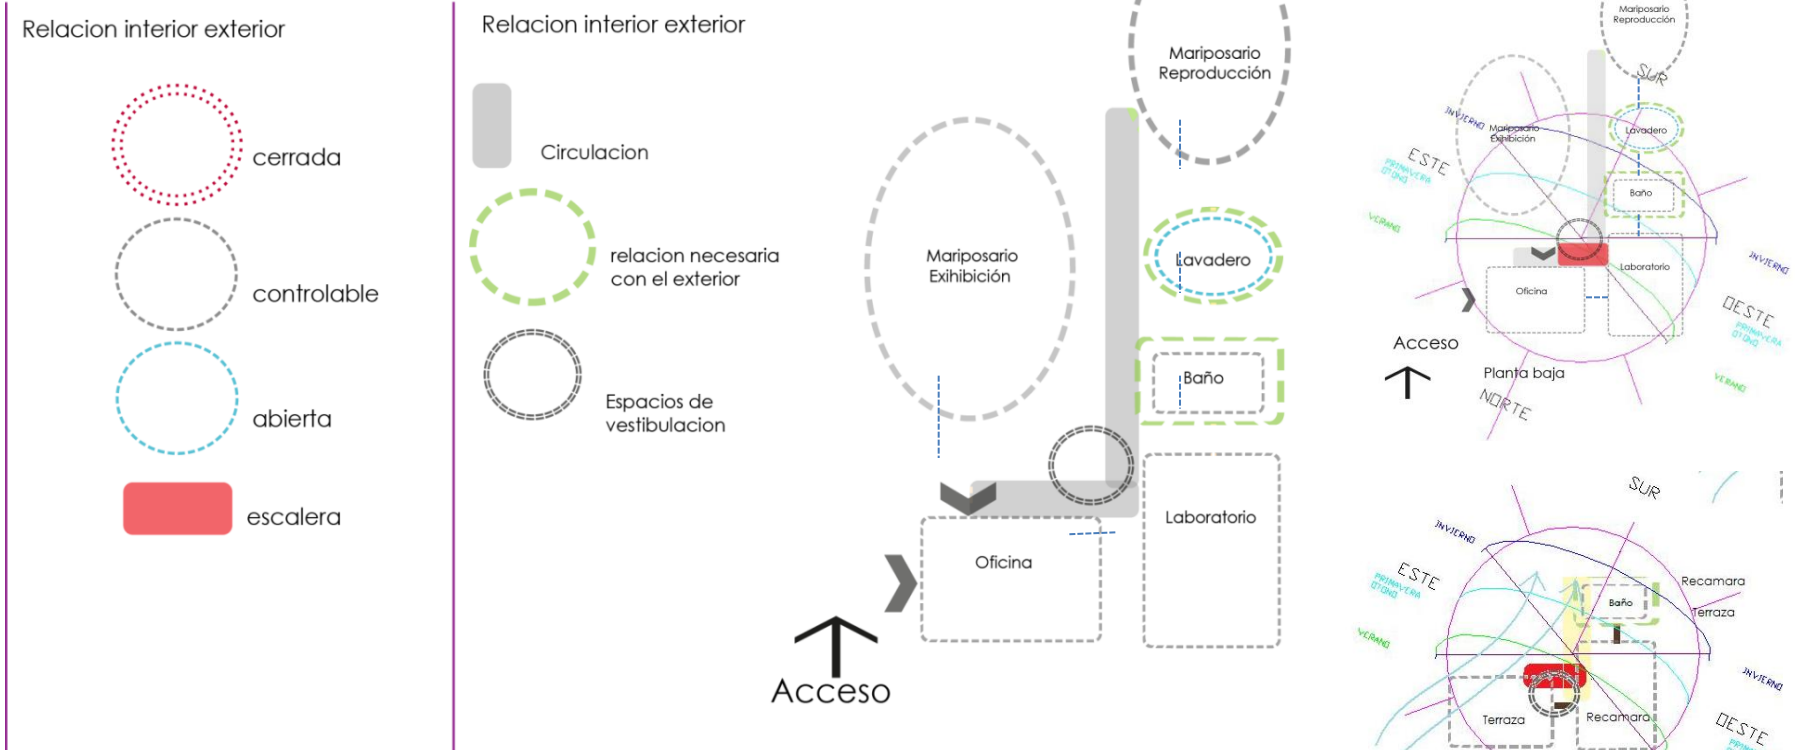 Relacion interior exterior
cerrada
controlable
abierta
escalera
Relacion interior exterior
Circulacion
relacion necesaria
con el exterior
Espacios de
vestibulacion
Mariposario
Reproducción
Mariposario
Exihibición
Lavadero
Baño
Laboratorio
Oficina
Acceso
Mariposario
Reproducción
SUR
INVIERNO
Mariposario
Exhibición
Lavadero
ESTE
PRIMAVERA
OTOÑO
Baño
VERANO
Laboratorio
INVIERNO
Oficina
OESTE
PRIMAVERA
OTOÑO
Acceso
Planta baja
VERANO
NORTE
SUR
INVIERNO
ESTE
PRIMAVERA
OTOÑO
Recamara
Baño
Terraza
VERANO
INVIERNO
Terraza
Recamara
OESTE